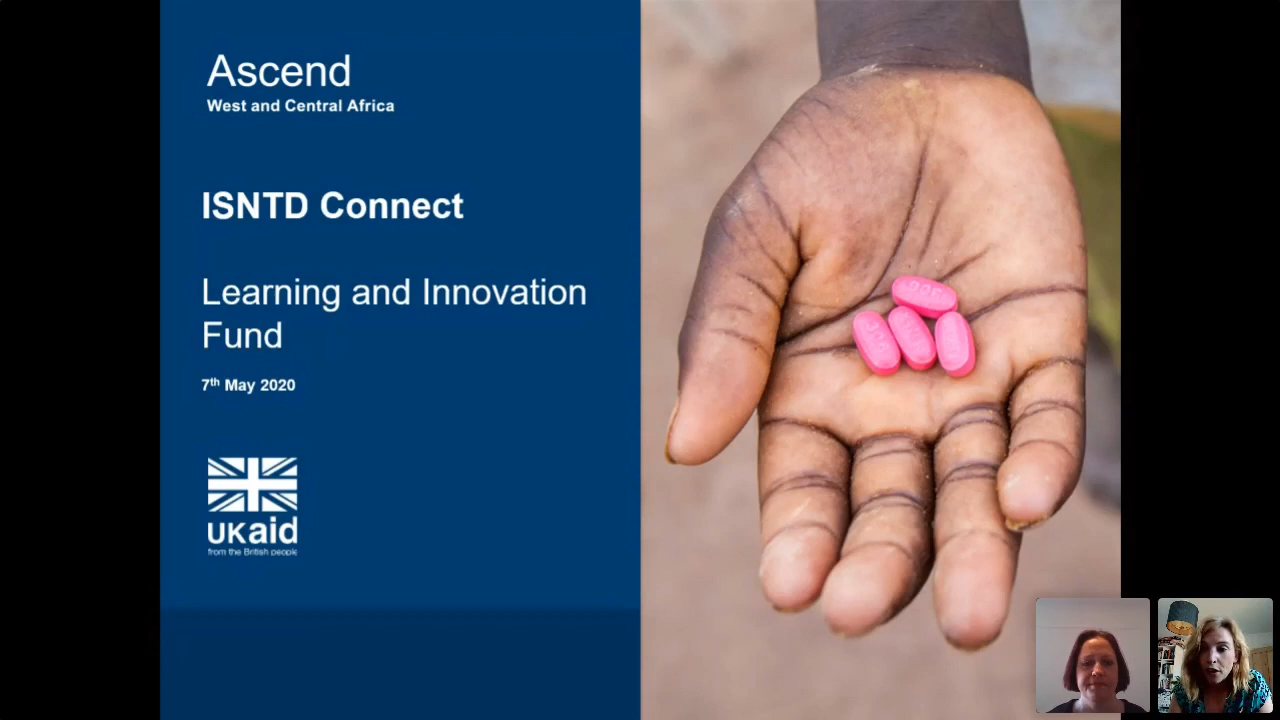 Ascend
West and Central Africa
ISNTD Connect
Learning and Innovation
Fund
7th May 2020
UKaid
from the British people